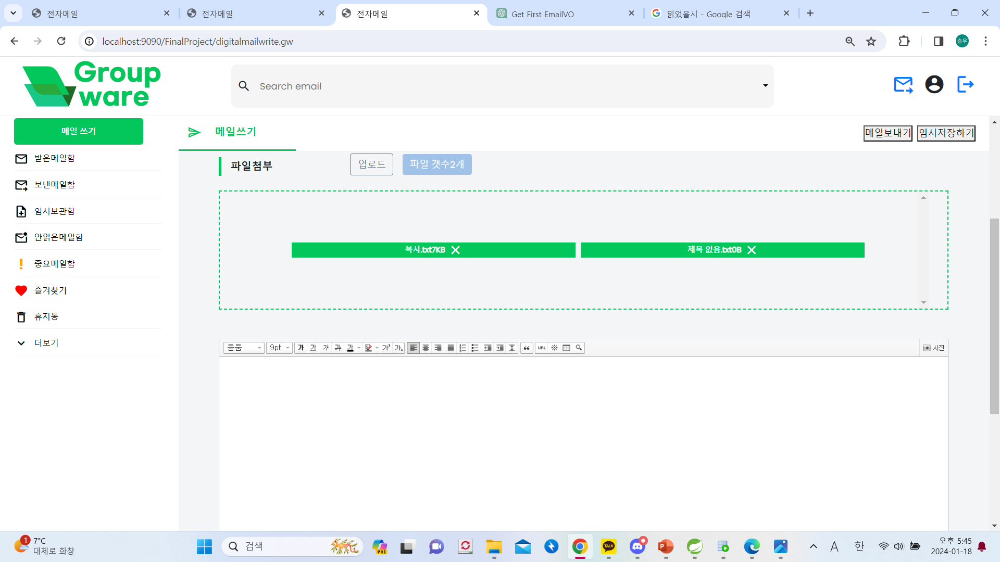 전자메일
전자메일
전자메일
Get First EmailVO
읽었을시 - Google 검색
localhost:9090/FinalProject/digitalmailwrite.gw
승우
Group
ware
Search email
메일 쓰기
메일쓰기
메일보내기
임시저장하기
받은메일함
보낸메일함
임시보관함
안읽은메일함
중요메일함
즐겨찾기
휴지통
더보기
파일첨부
업로드
파일 갯수2개
복사.txt7KB
제목 없음.txt0B
돋움
9pt
가 가 가 가 가 가 가
URL
사진
1
7°C
대체로 화창
검색
PRE
TALK
A
한
오후 5:45
2024-01-18